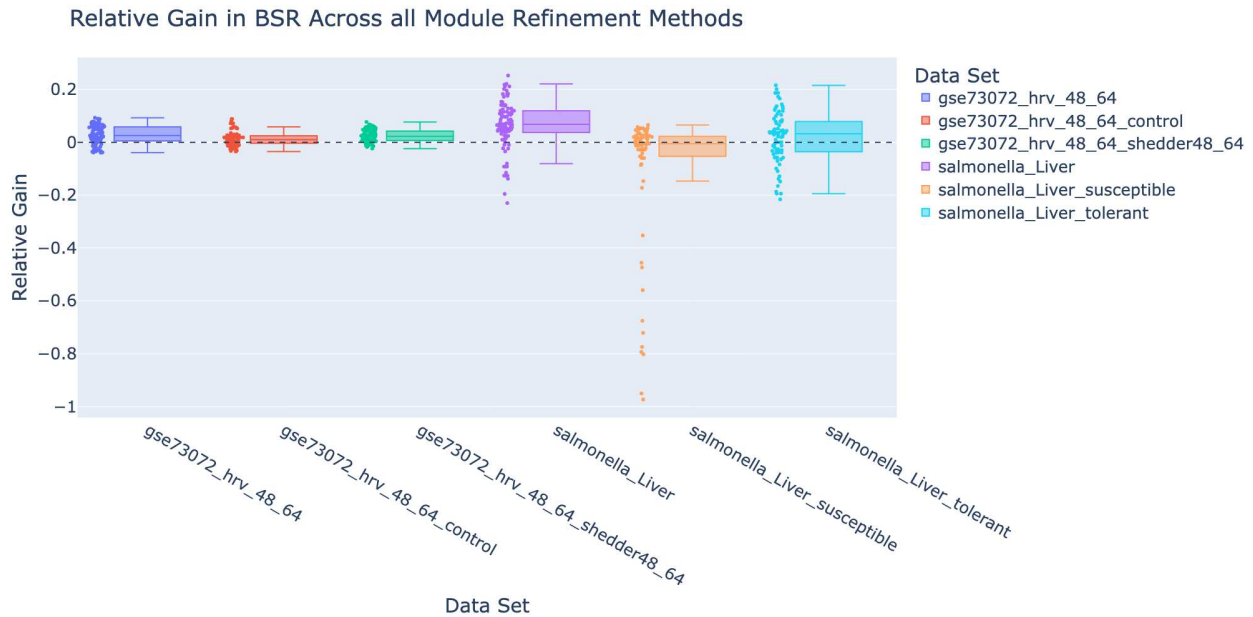 Relative Gain in BSR Across all Module Refinement Methods
Relative Gain
0.2
0
−0.2
−0.4
−0.6
−0.8
−1
gse73072_hrv_48_64
gse73072_hrv_48_64_control
gse73072_hrv_48_64_shedder48_64
salmonella_Liver
salmonella_Liver_susceptible
salmonella_Liver_tolerant
Data Set
Data Set
gse73072_hrv_48_64
gse73072_hrv_48_64_control
gse73072_hrv_48_64_shedder48_64
salmonella_Liver
salmonella_Liver_susceptible
salmonella_Liver_tolerant